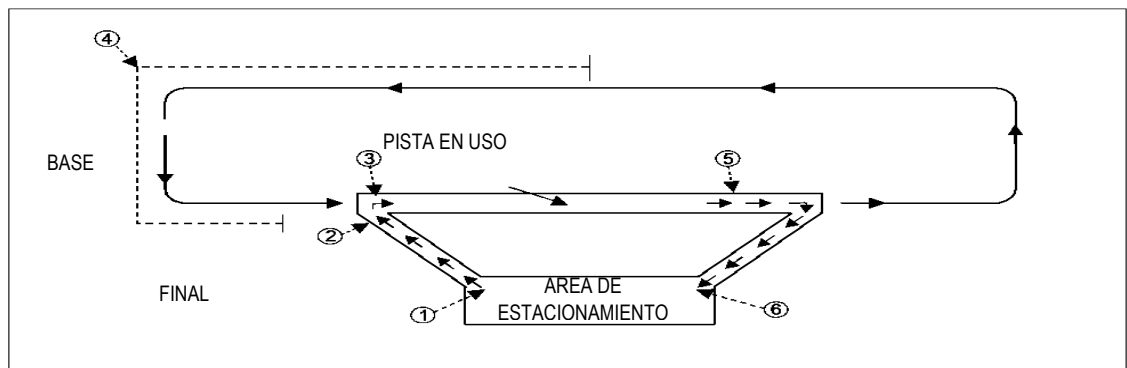 ④
BASE
PISTA EN USO
③
⑤
②
FINAL
①
AREA DE
ESTACIONAMIENTO
⑥